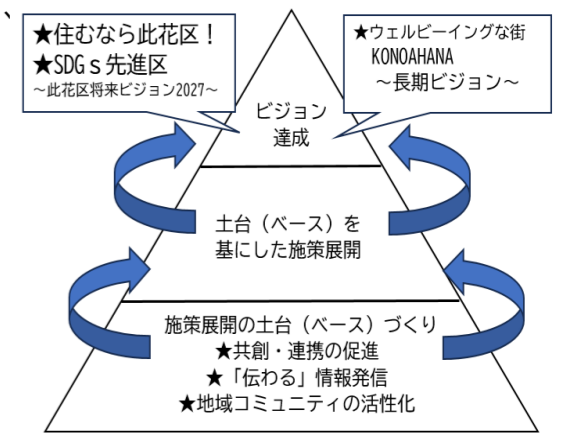 、
★住むなら此花区！
★SDGｓ先進区
～此花区将来ビジョン2027～
★ウェルビーイングな街
KONOAHANA
～長期ビジョン～
ビジョン
達成
土台（ベース）を
基にした施策展開
施策展開の土台（ベース）づくり
★共創・連携の促進
★「伝わる」情報発信
★地域コミュニティの活性化